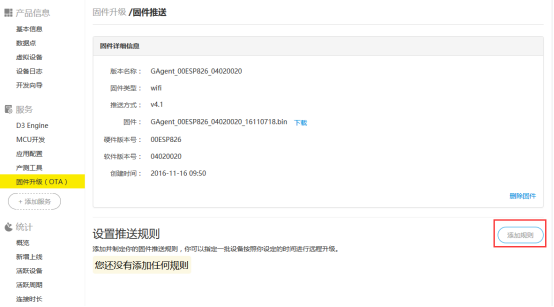 产品信息
基本信息
数据点
虚拟设备
设备日志
开发向导
服务
D3 Engine
MCU开发
应用配置
产测工具
固件升级（OTA）
+ 添加服务
统计
概览
新增上线
活跃设备
活跃周期
连接时长
固件升级 /固件推送
固件详细信息
版本名称： GAgent_00ESP826_04020020
固件类型： wifi
推送方式： v4.1
固件： GAgent_00ESP826_04020020_16110718.bin 下载
硬件版本号： 00ESP826
软件版本号： 04020020
创建时间： 2016-11-16 09:50
删除固件
设置推送规则
添加规则
添加并制定你的固件推送规则，你可以指定一批设备按照你设定的时间进行远程升级。
您还没有添加任何规则